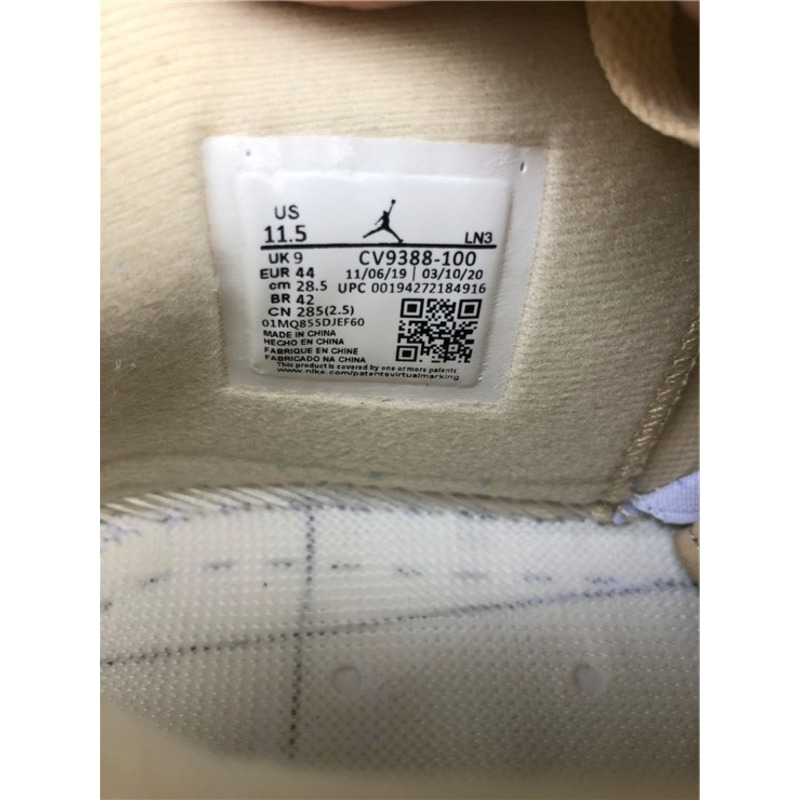 US
11.5 LN3
UK 9 CV9388-100
EUR 44 11/06/19 | 03/10/20
cm 28.5 UPC 00194272184916
BR 42
CN 285(2.5)
01MQ855DJEF60
MADE IN CHINA
HECHO EN CHINA
FABRIQUE EN CHINE
FABRICADO NA CHINA
This product is covered by one or more patents
www.nike.com/patentsvirtualmarking